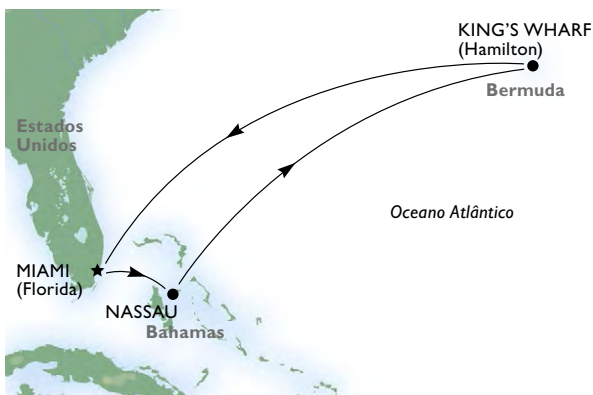 KING'S WHARF
(Hamilton)
Bermuda
Estados
Unidos
Oceano Atlântico
MIAMI
(Florida)
NASSAU
Bahamas